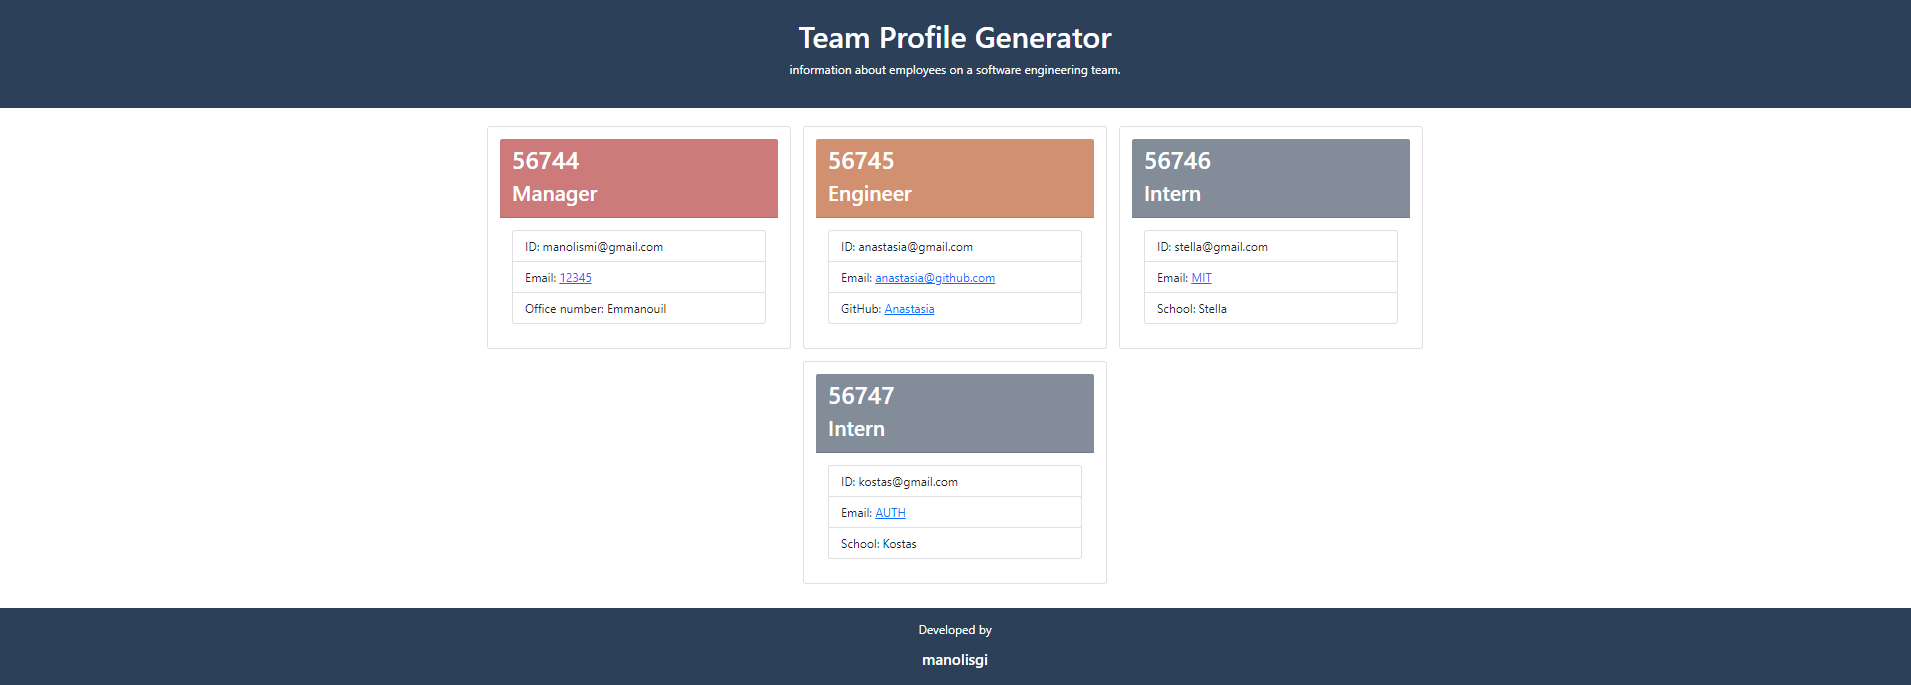 Team Profile Generator
information about employees on a software engineering team.
56744
Manager
ID: manolismi@gmail.com
Email: 12345
Office number: Emmanouil
56745
Engineer
ID: anastasia@gmail.com
Email: anastasia@github.com
GitHub: Anastasia
56746
Intern
ID: stella@gmail.com
Email: MIT
School: Stella
56747
Intern
ID: kostas@gmail.com
Email: AUTH
School: Kostas
Developed by
manolisgi